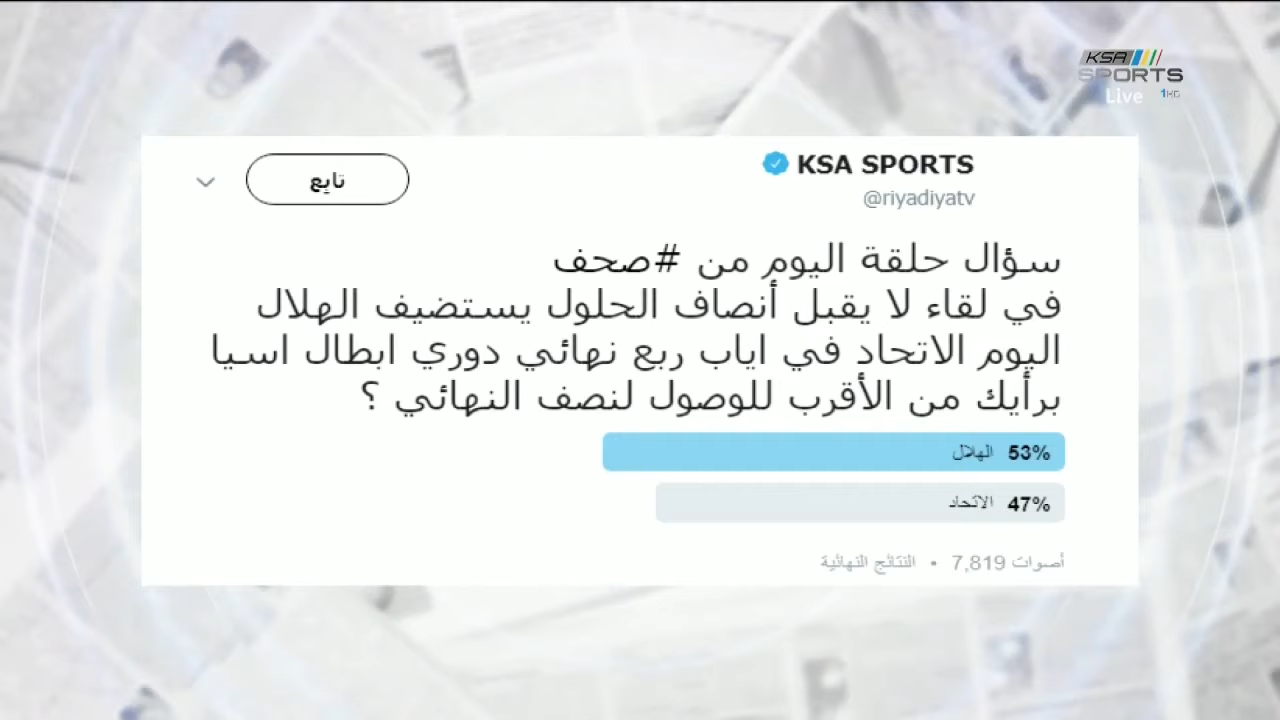 KSA
SPORTS
Live 1HD
KSA SPORTS
@riyadiyatv
تابِع
سؤال حلقة اليوم من #صحف
في لقاء لا يقبل أنصاف الحلول يستضيف الهلال
اليوم الاتحاد في اياب ربع نهائي دوري ابطال اسيا
برأيك من الأقرب للوصول لنصف النهائي ؟
53% الهلال
47% الاتحاد
7,819 أصوات • النتائج النهائية